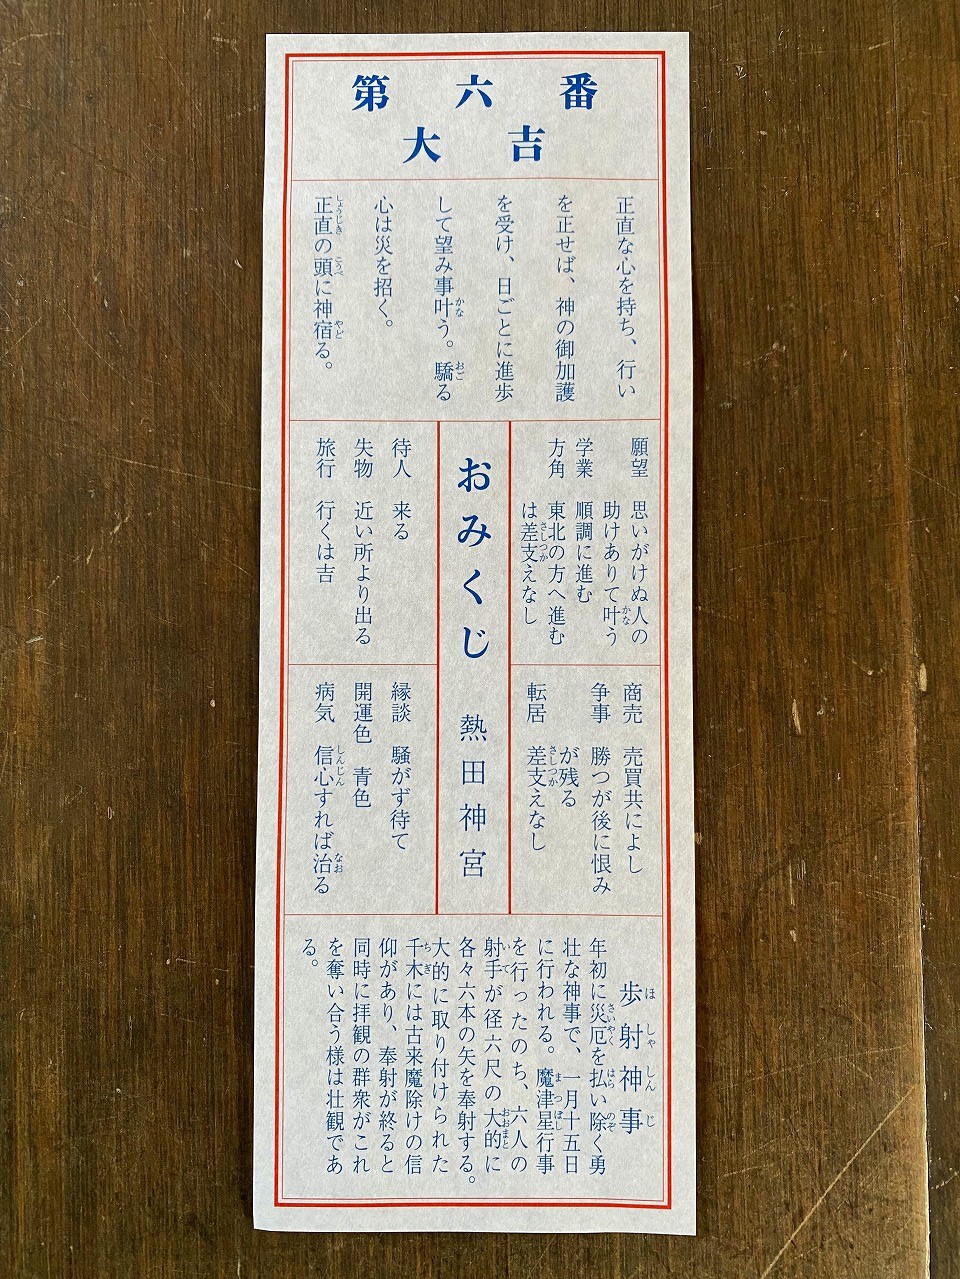 第六番
大吉
正直な心を持ち、行い
を正せば、神の御加護
を受け、日ごとに進歩
して望み事叶う。驕る
心は災を招く。
正直の頭に神宿る。
願望 思いがけぬ人の
助けありて叶う
学業 順調に進む
方角 東北の方へ進む
は差支えなし
おみくじ 熱田神宮
待人 来る
失物 近い所より出る
旅行 行くは吉
商売 売買共によし
争事 勝つが後に恨み
が残る
転居 差支えなし
縁談 騒がず待て
開運色 青色
病気 信心すれば治る
歩射神事
年初に災厄を払い除く勇
壮な神事で、一月十五日
に行われる。魔津星行事
を行ったのち、六人の
射手が径六尺の大的に
各々六本の矢を奉射する。
大的に取り付けられた
千木には古来魔除けの信
仰があり、奉射が終ると
同時に拝観の群衆がこれ
を奪い合う様は壮観であ
る。